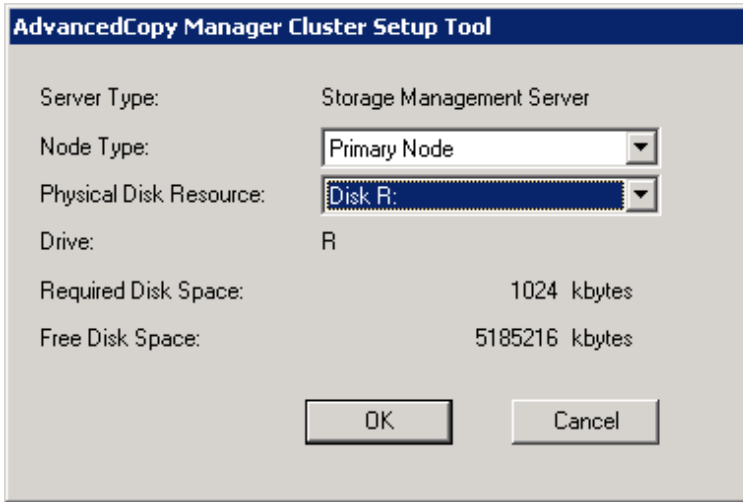 AdvancedCopy Manager Cluster Setup Tool
Server Type: Storage Management Server
Node Type: Primary Node
Physical Disk Resource: Disk R:
Drive: R
Required Disk Space: 1024 kbytes
Free Disk Space: 5185216 kbytes
OK Cancel